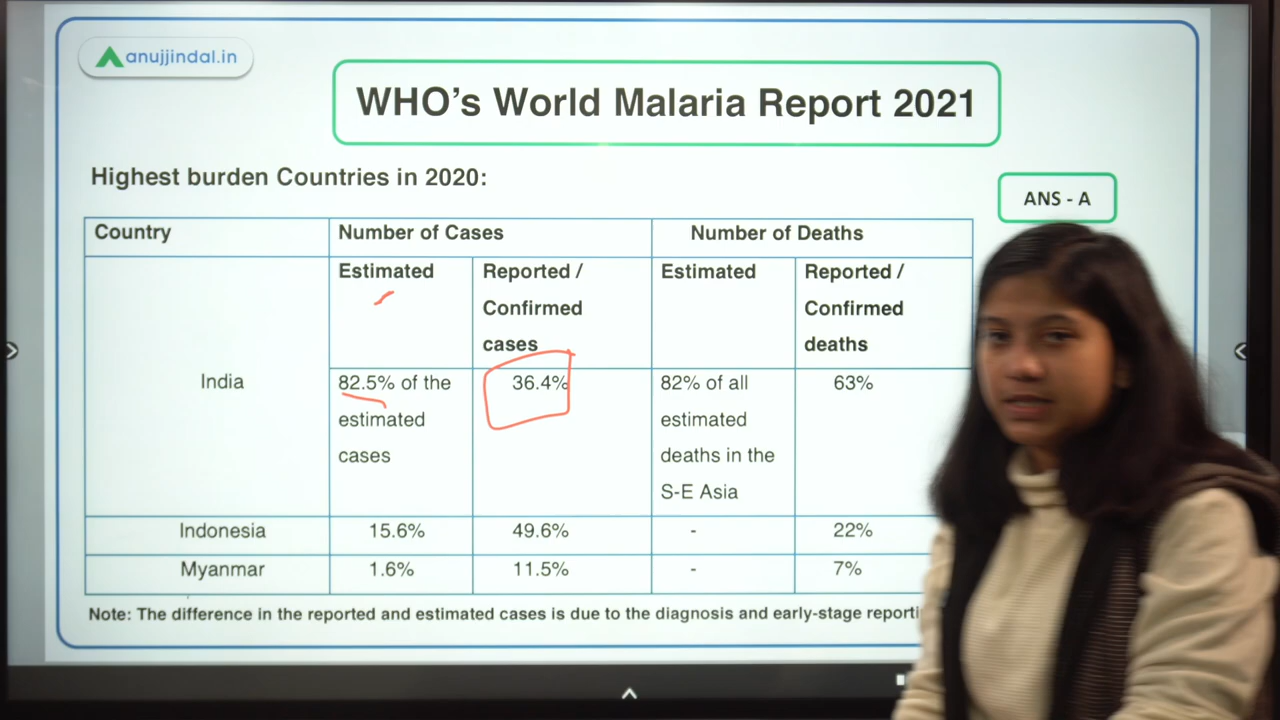 anujjindal.in
WHO's World Malaria Report 2021
Highest burden Countries in 2020:
ANS - A
Country Number of Cases Number of Deaths
Estimated Reported / Estimated Reported /
Confirmed Confirmed
cases deaths
India 82.5% of the 36.4% 82% of all 63%
estimated estimated
cases deaths in the
S-E Asia
Indonesia 15.6% 49.6% - 22%
Myanmar 1.6% 11.5% - 7%
Note: The difference in the reported and estimated cases is due to the diagnosis and early-stage